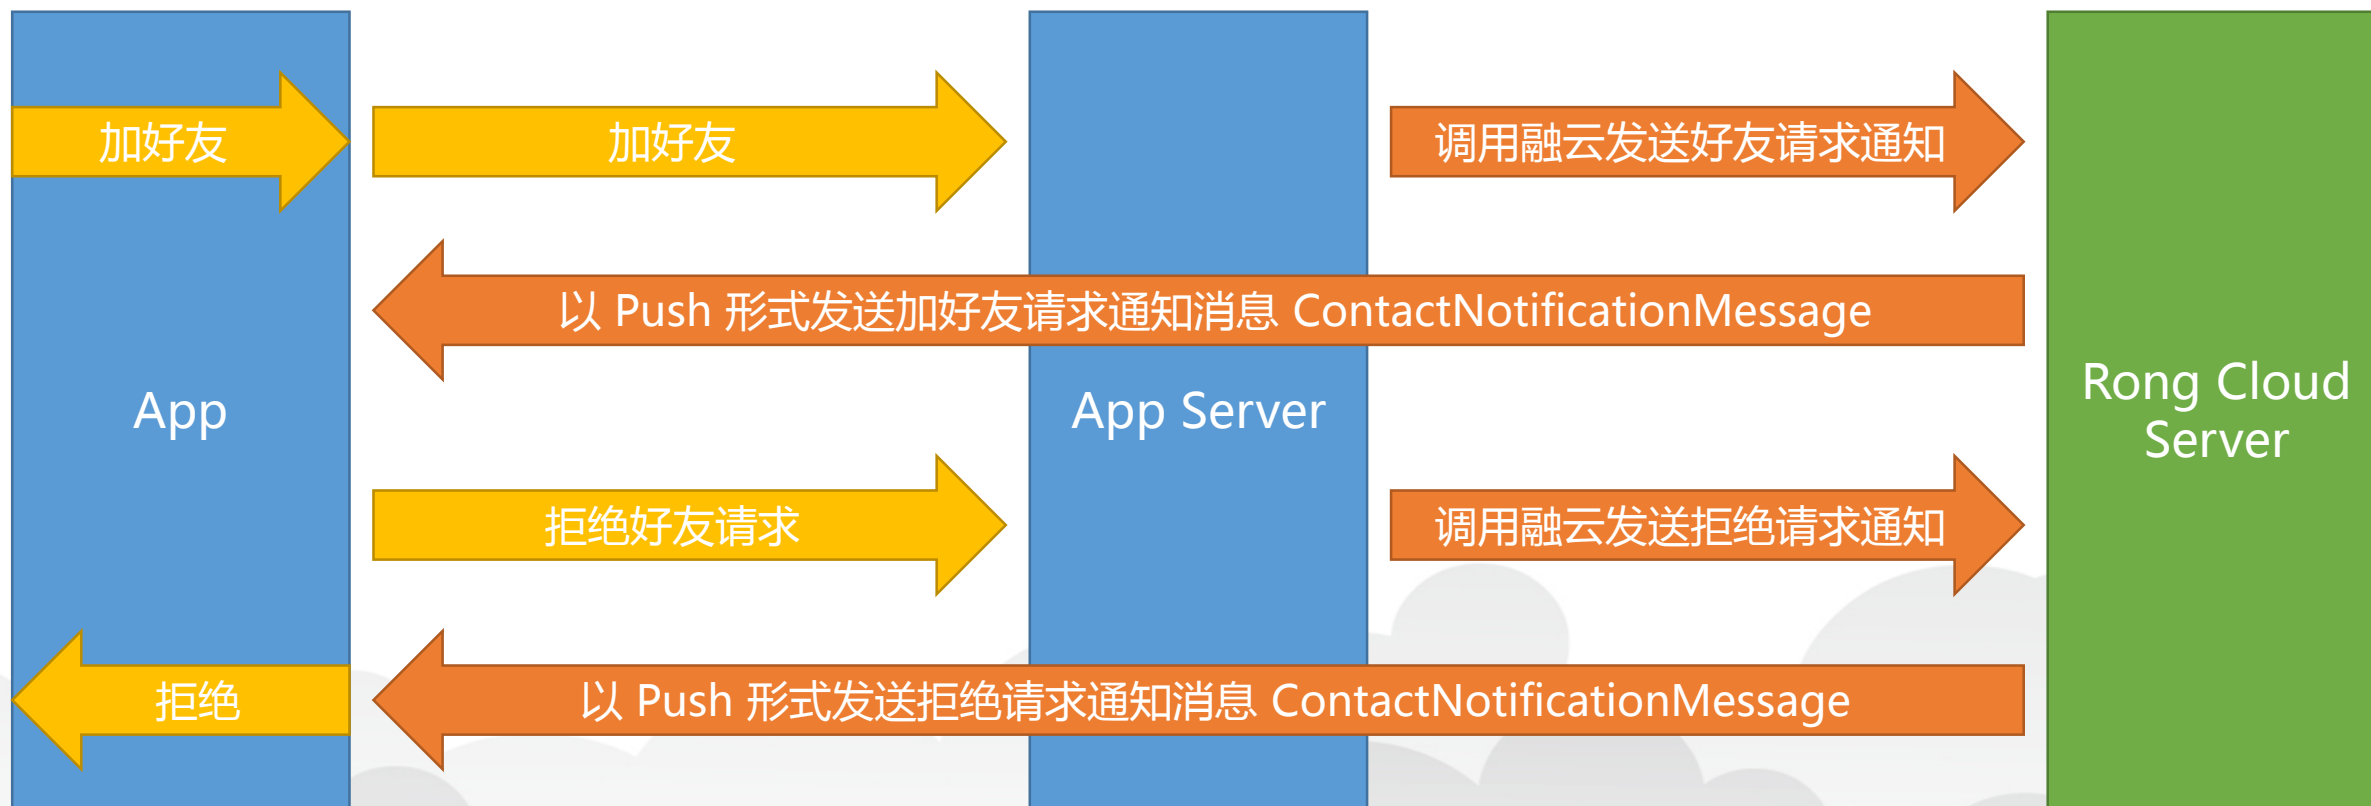 加好友
加好友
调用融云发送好友请求通知
以 Push 形式发送加好友请求通知消息 ContactNotificationMessage
App
App Server
Rong Cloud
Server
拒绝好友请求
调用融云发送拒绝请求通知
拒绝
以 Push 形式发送拒绝请求通知消息 ContactNotificationMessage